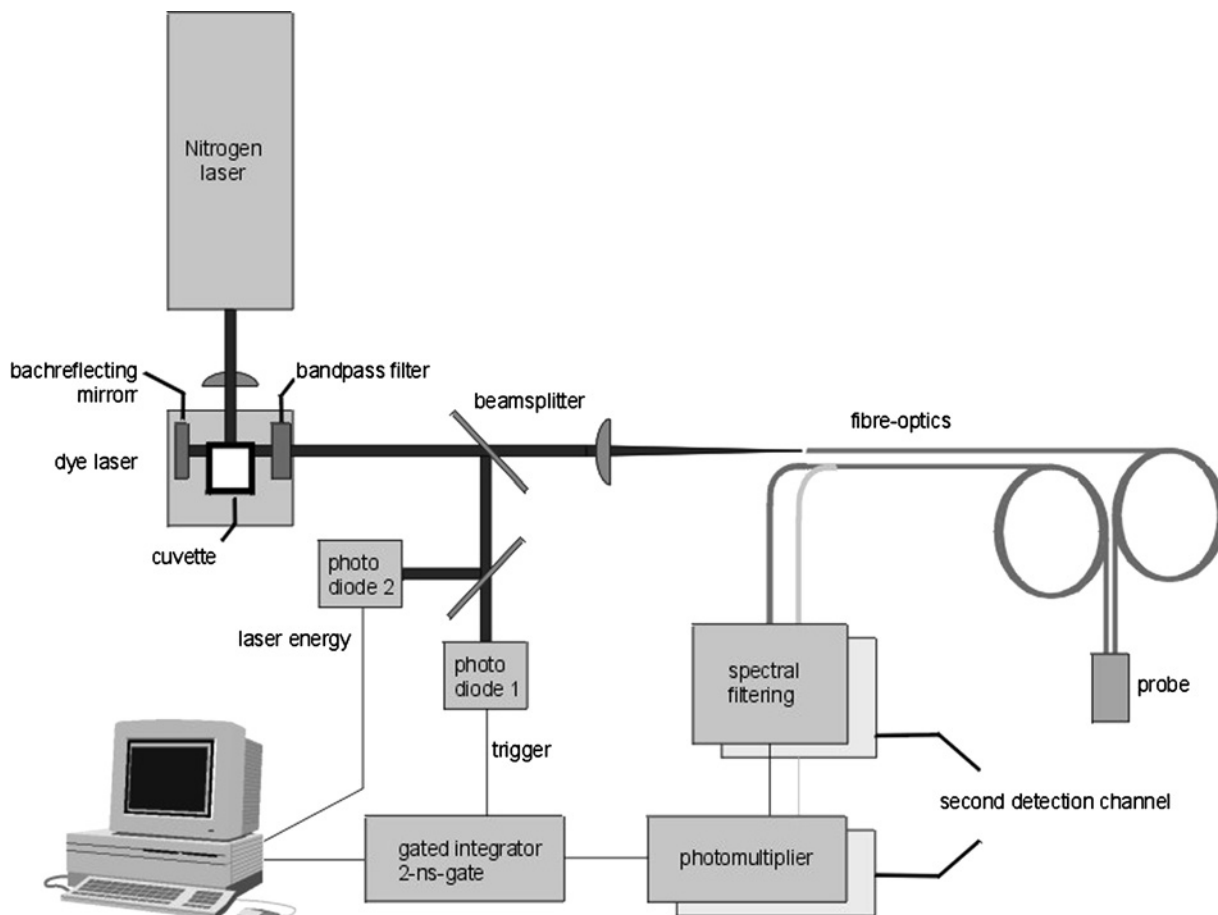 Nitrogen
laser
bachreflecting
mirorr
bandpass filter
beamsplitter
fibre-optics
dye laser
cuvette
photo
diode 2
laser energy
photo
diode 1
spectral
filtering
probe
trigger
second detection channel
gated integrator
2-ns-gate
photomultiplier